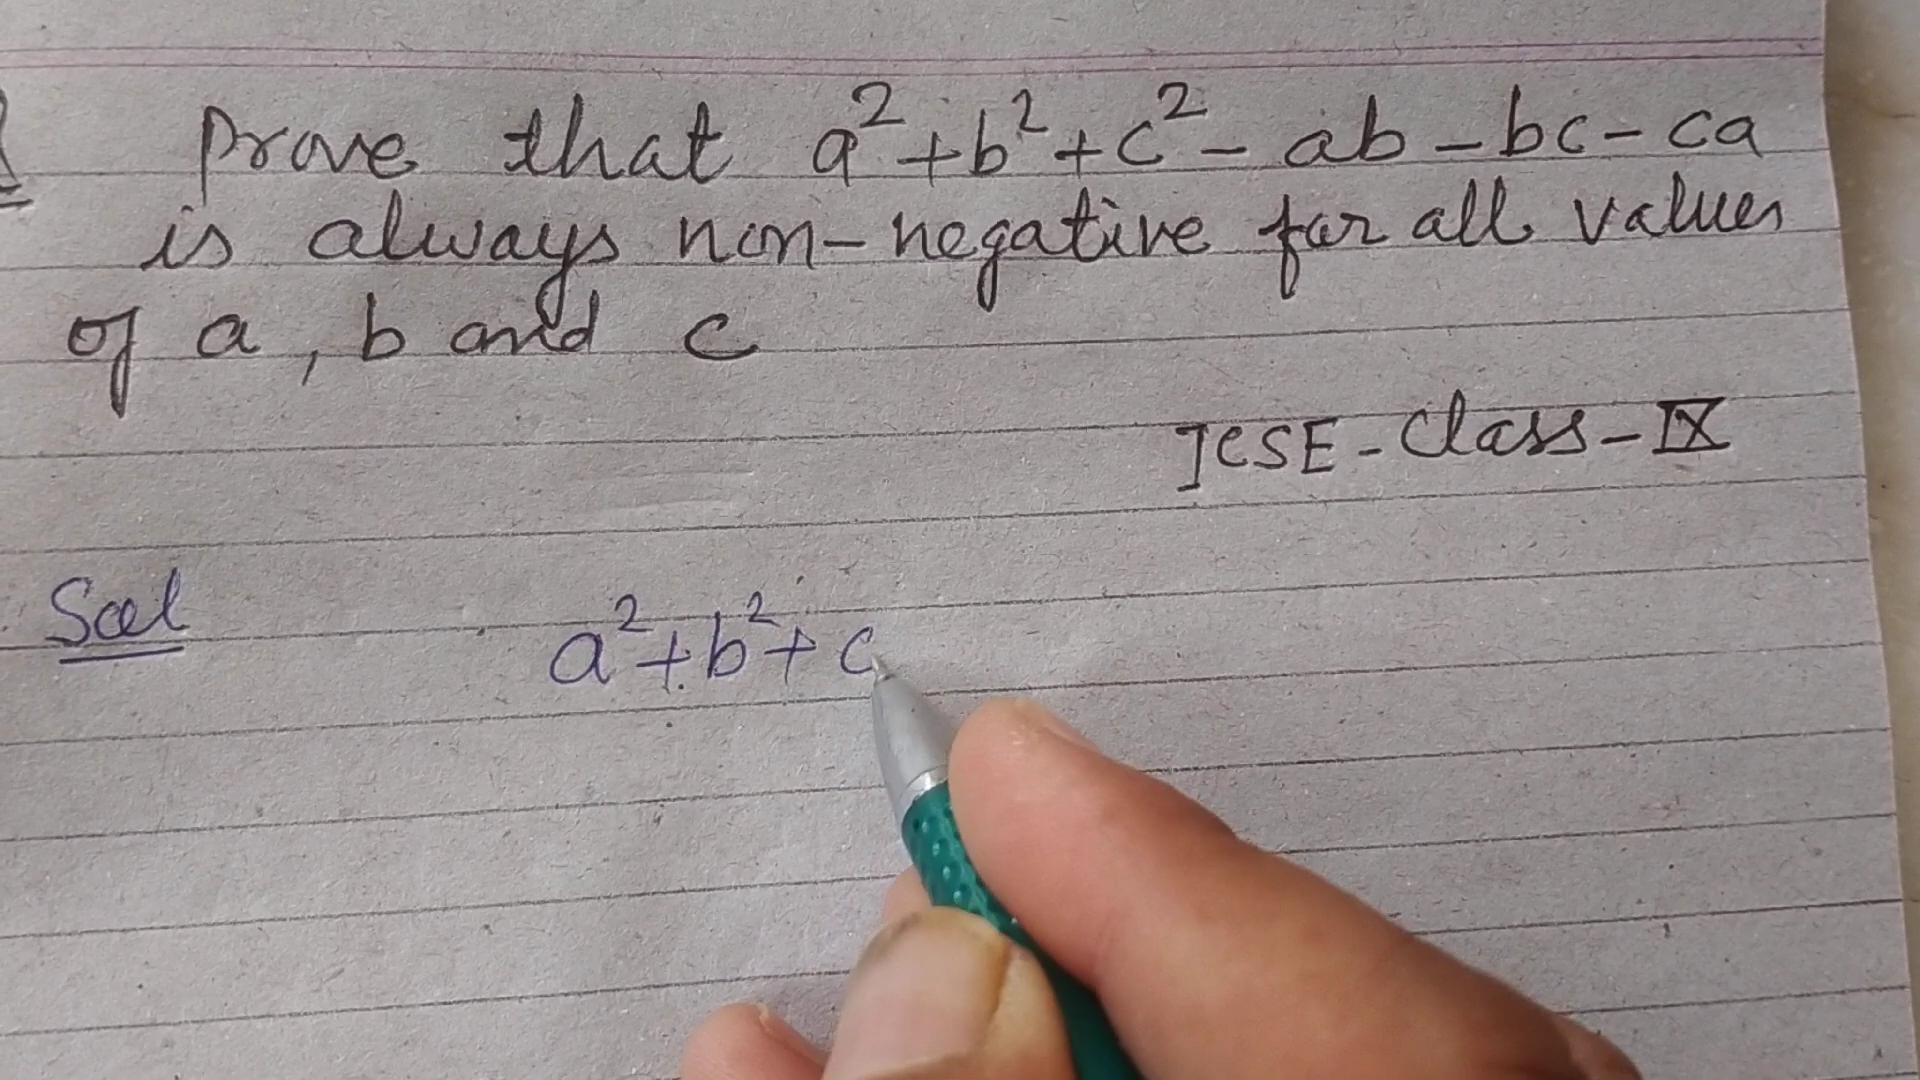 Prove that a²+b²+c²-ab-bc-ca
is always non-negative for all values
of a, b and c
ICSE-Class-IX
Sol
a²+b²+c